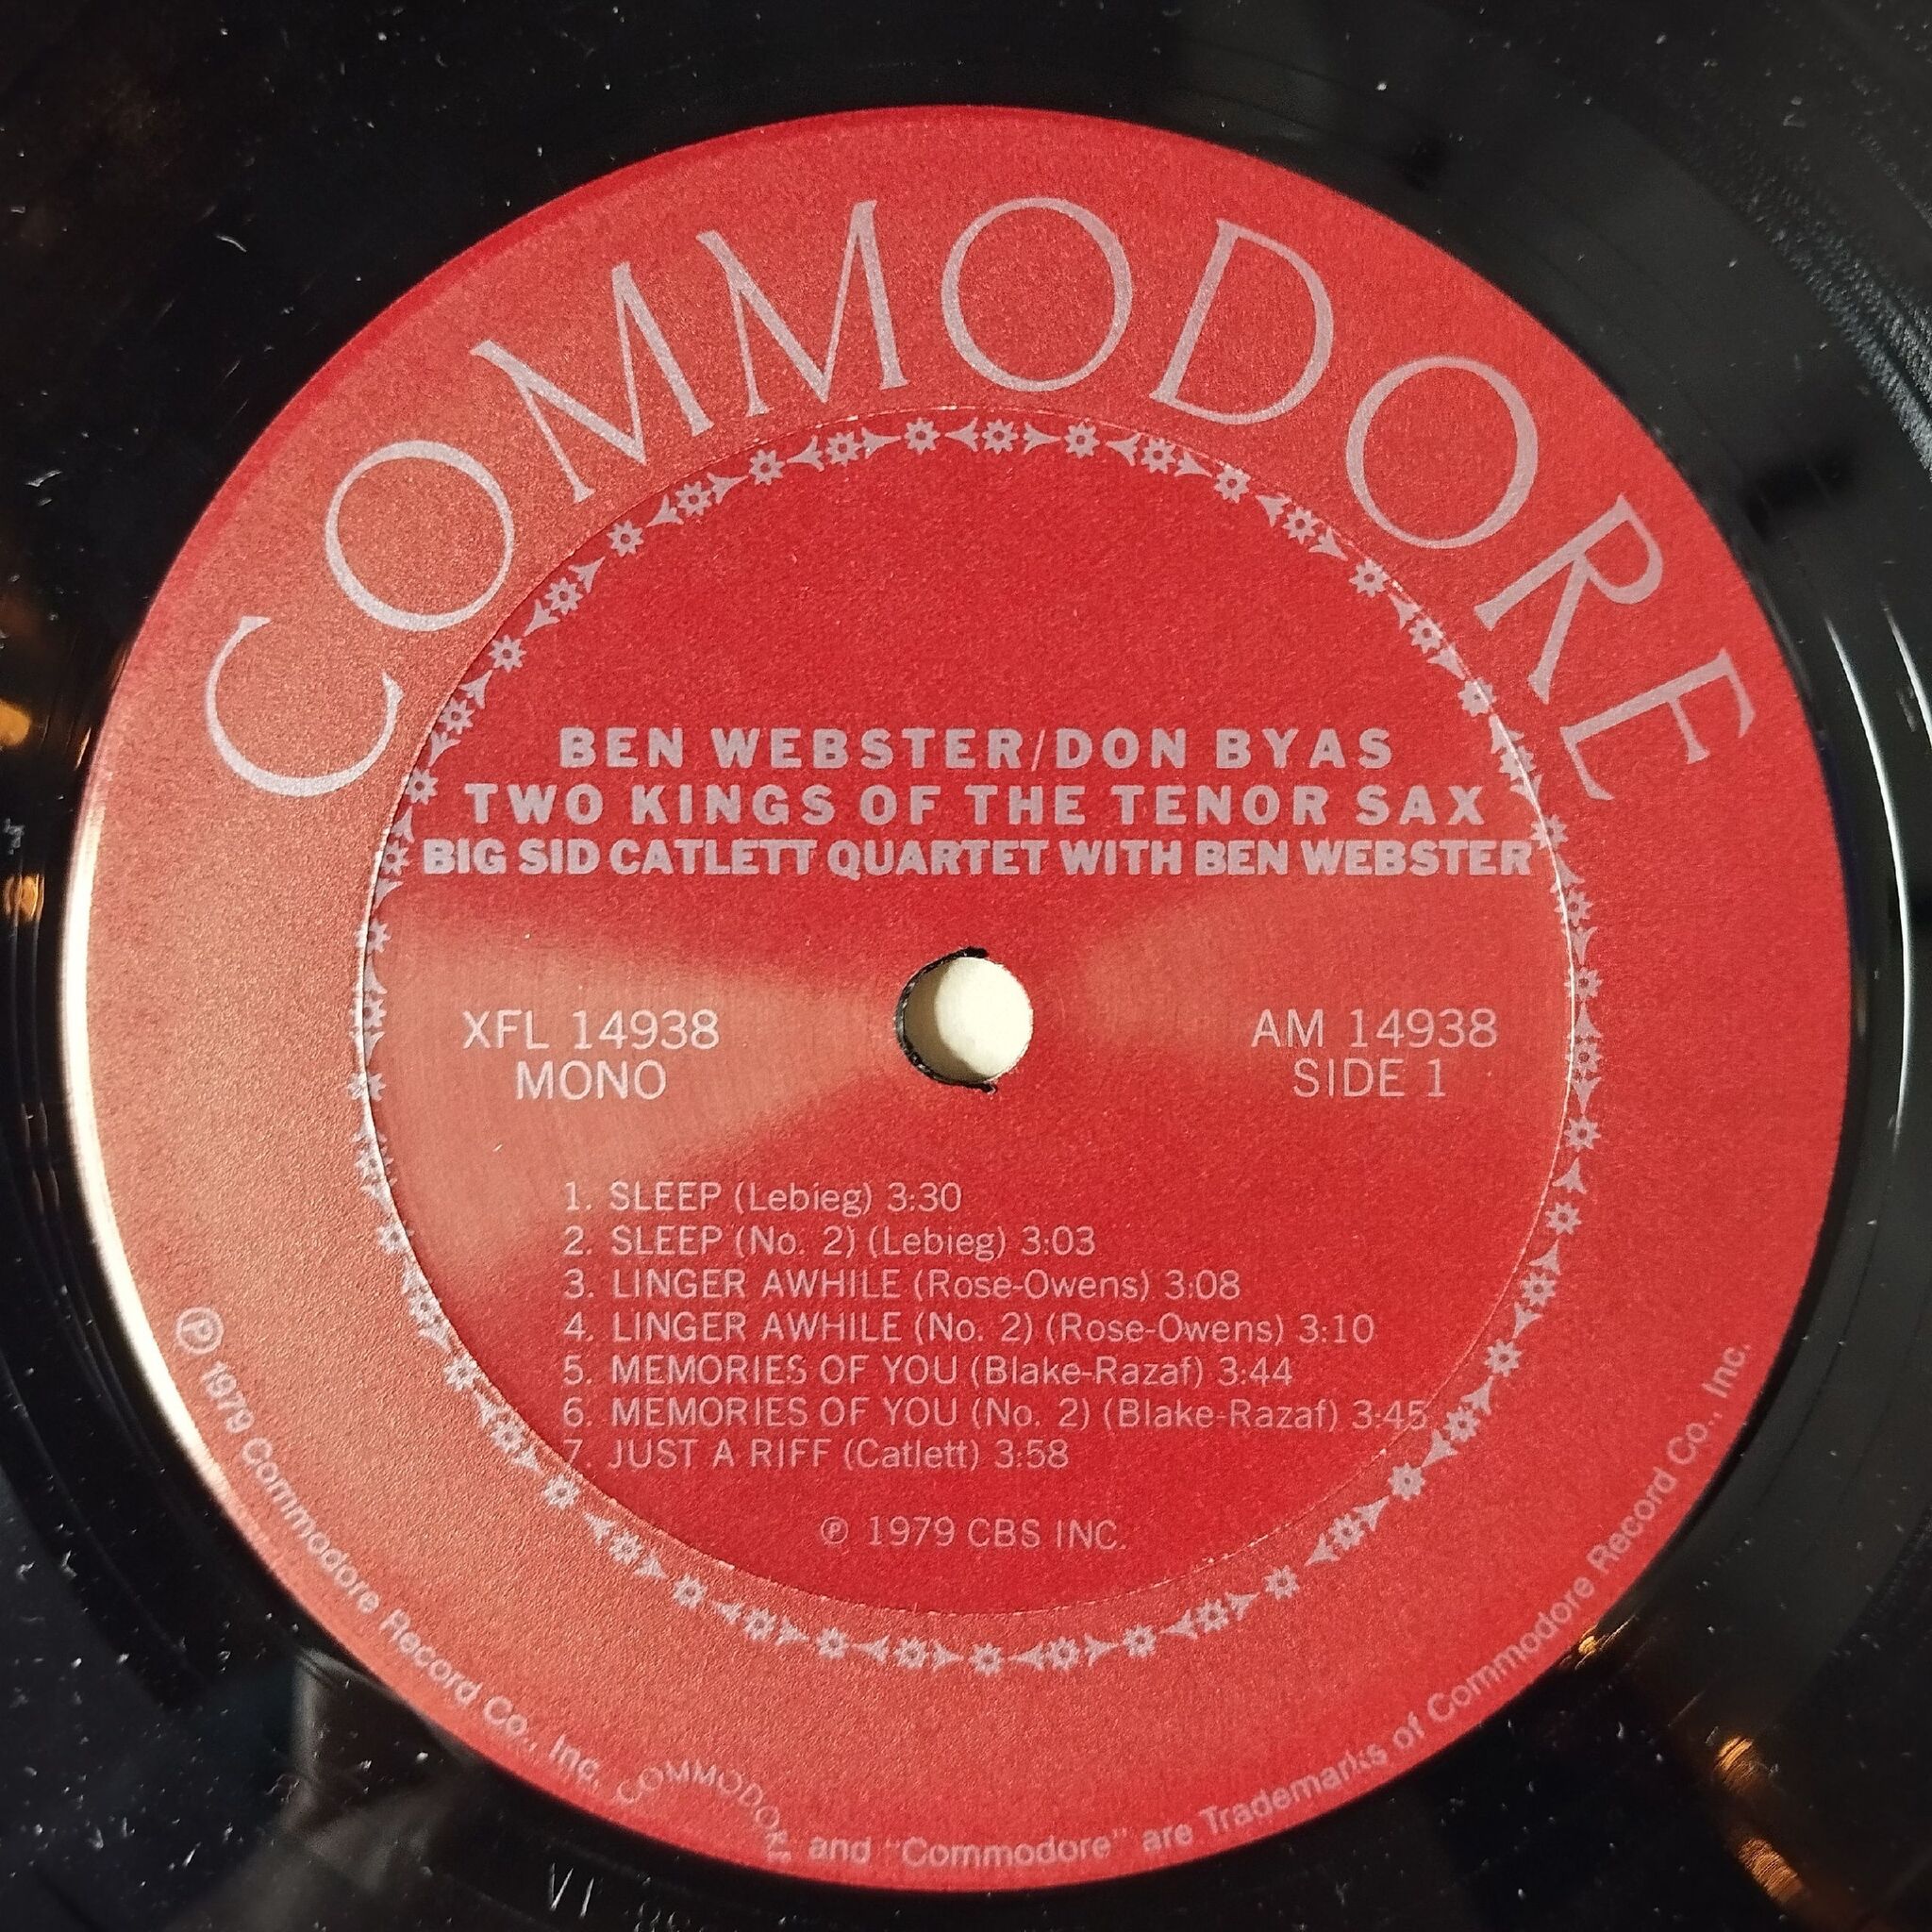 COMMODORE
BEN WEBSTER/DON BYAS
TWO KINGS OF THE TENOR SAX
BIG SID CATLETT QUARTET WITH BEN WEBSTER
XFL 14938
MONO
AM 14938
SIDE 1
1. SLEEP (Lebieg) 3:30
2. SLEEP (No. 2) (Lebieg) 3:03
3. LINGER AWHILE (Rose-Owens) 3:08
4. LINGER AWHILE (No. 2) (Rose-Owens) 3:10
5. MEMORIES OF YOU (Blake-Razaf) 3:44
6. MEMORIES OF YOU (No. 2) (Blake-Razaf) 3:45
7. JUST A RIFF (Catlett) 3:58
℗ 1979 CBS INC.
℗ 1979 Commodore Record Co., Inc. COMMODORE and "Commodore" are Trademarks of Commodore Record Co., Inc.